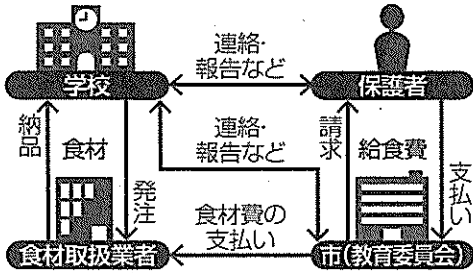 連絡・
報告など
学校
保護者
納品
食材
発注
連絡・
報告など
請求
給食費
支払い
食材費の
支払い
食材取扱業者
市(教育委員会)